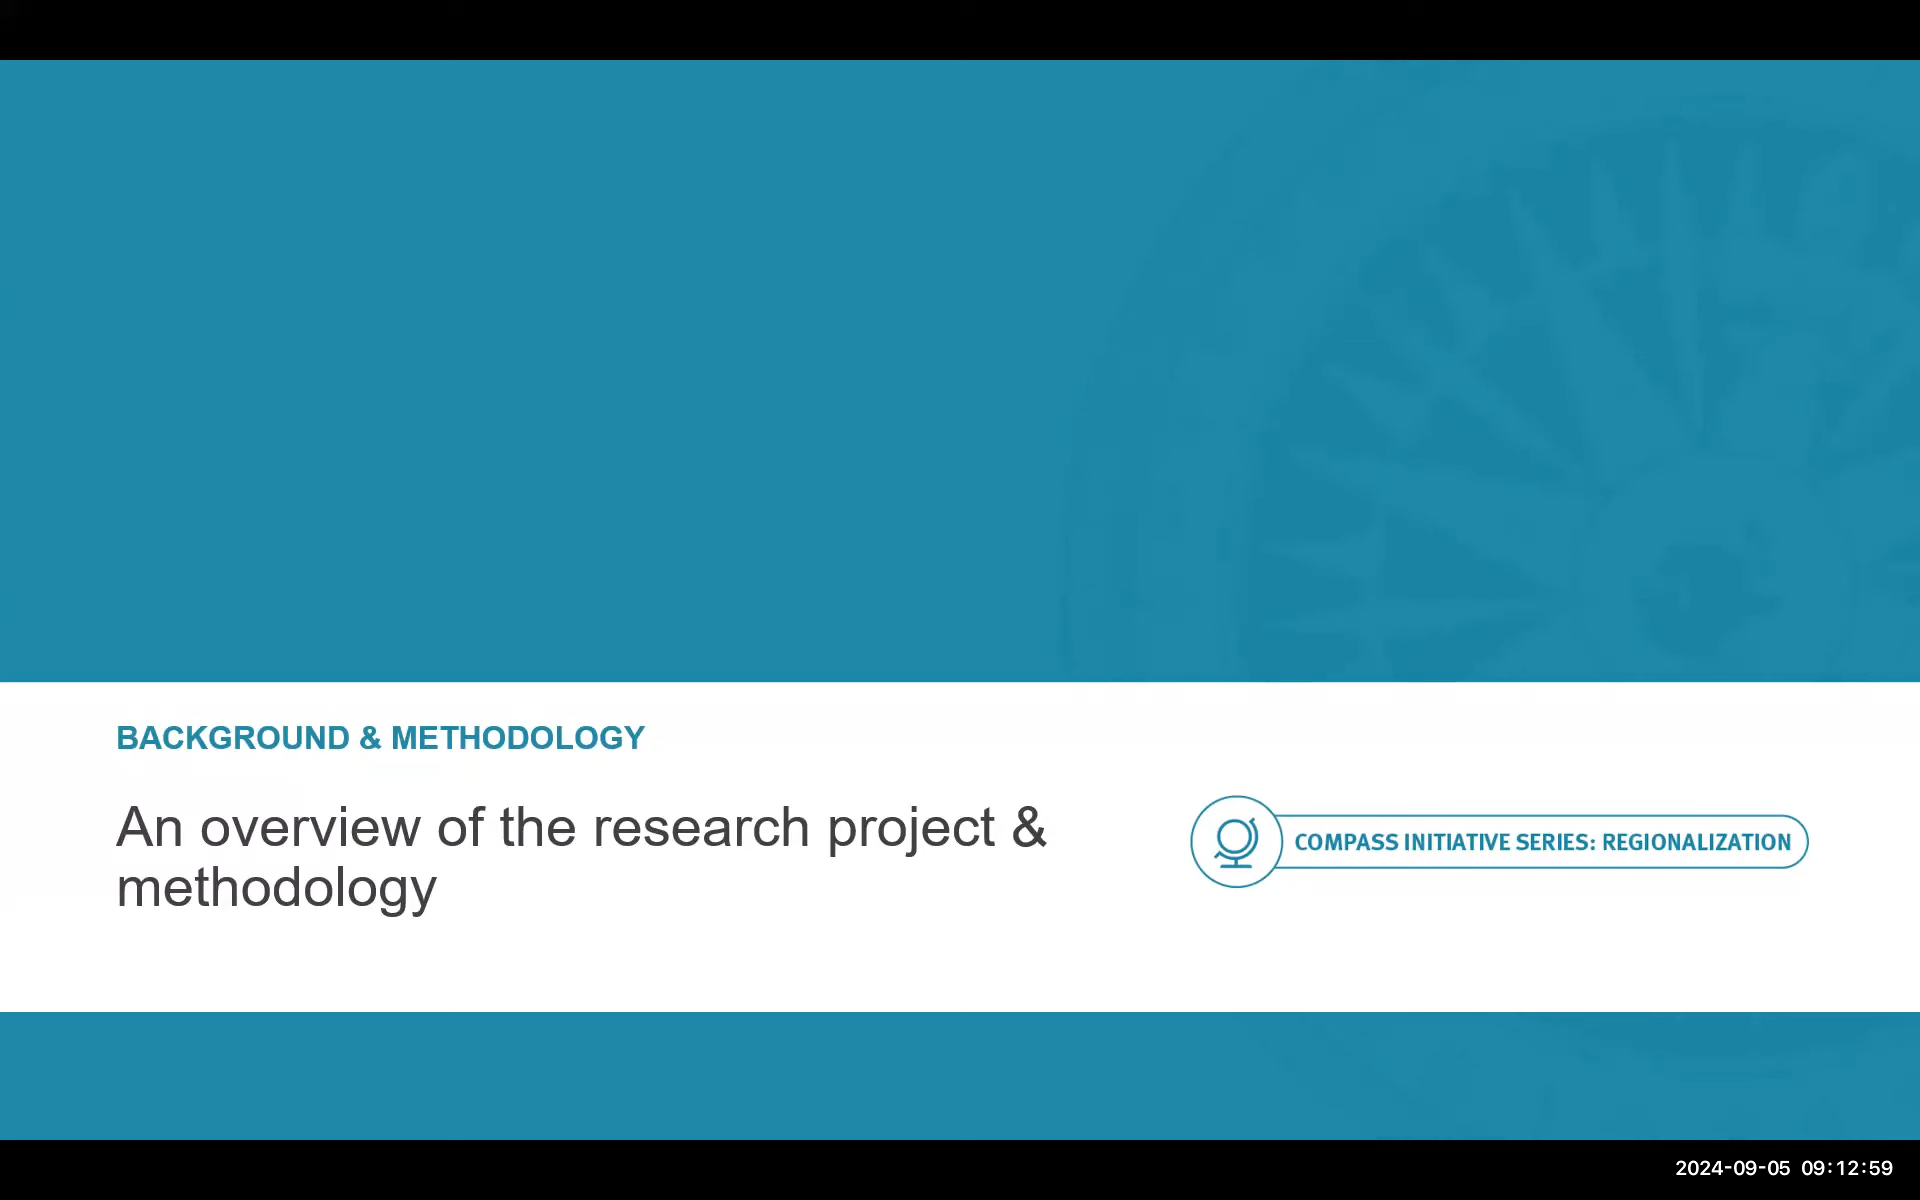 BACKGROUND & METHODOLOGY
An overview of the research project &
methodology
COMPASS INITIATIVE SERIES: REGIONALIZATION
2024-09-05 09:12:59